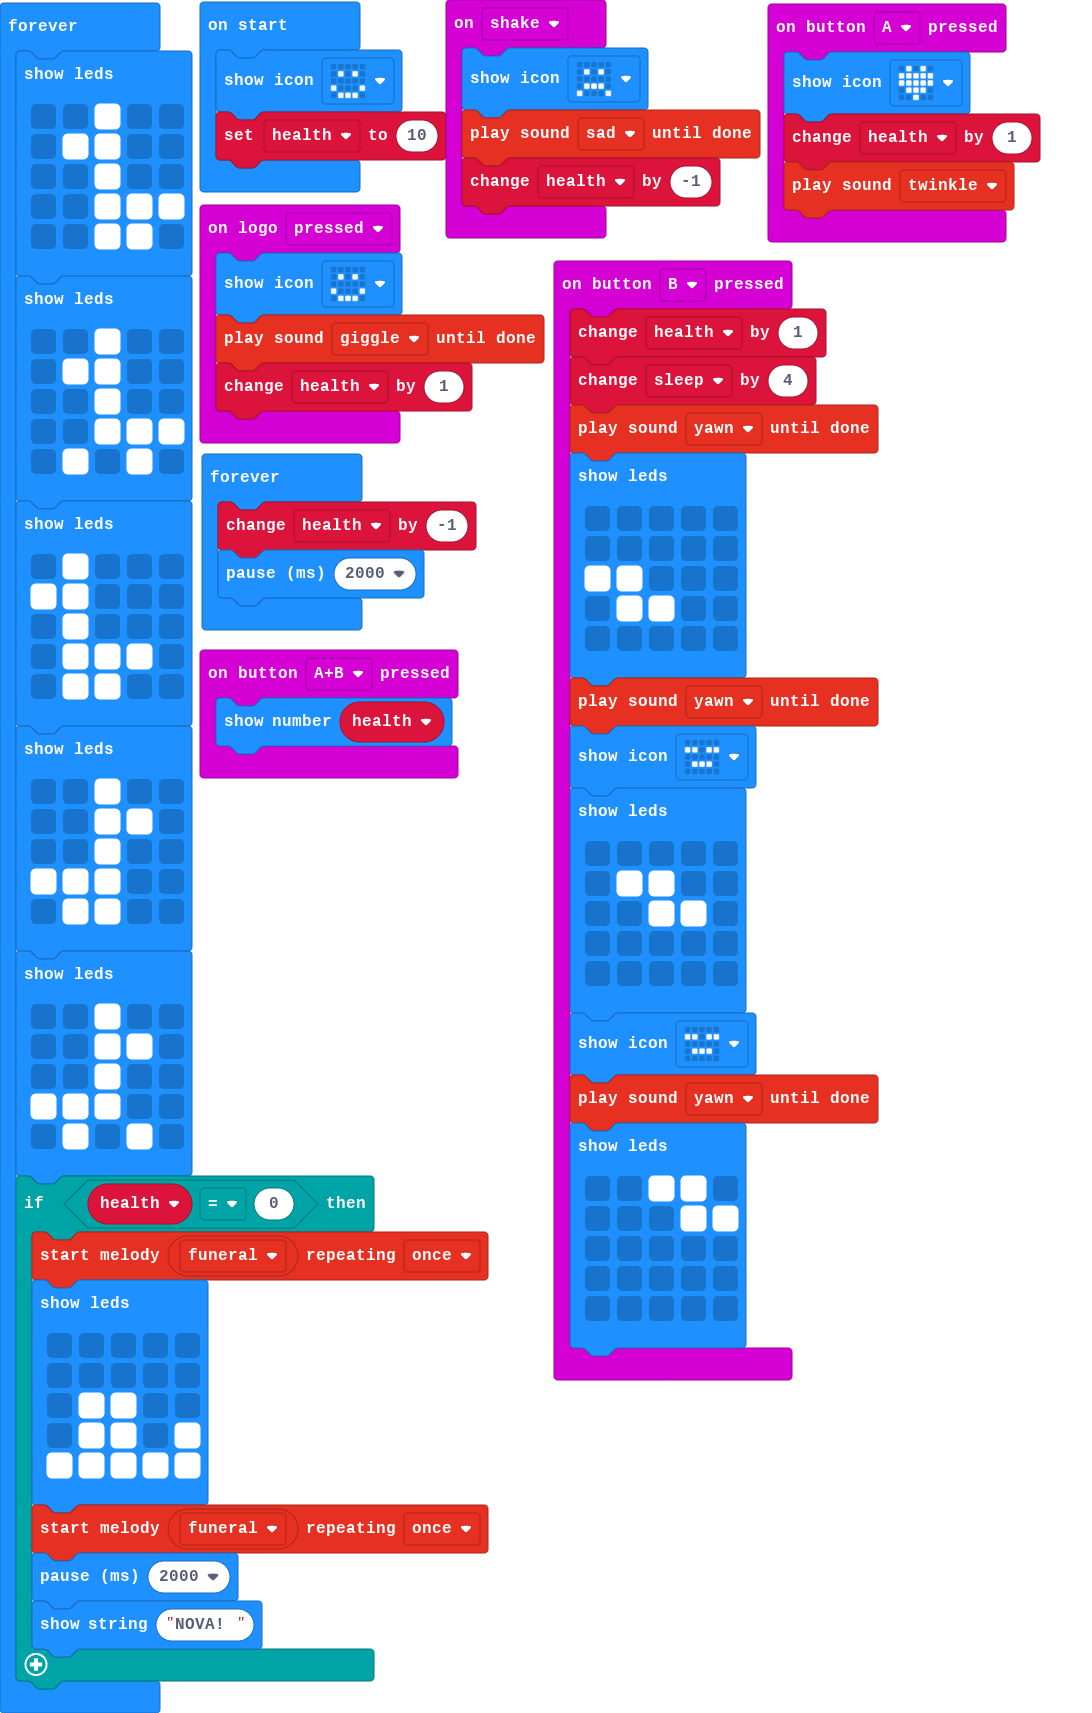 forever
show leds
show leds
show leds
show leds
show leds
if health = 0 then
start melody funeral repeating once
show leds
start melody funeral repeating once
pause (ms) 2000
show string "NOVA! "
on start
show icon
set health to 10
on logo pressed
show icon
play sound giggle until done
change health by 1
forever
change health by -1
pause (ms) 2000
on button A+B pressed
show number health
on shake
show icon
play sound sad until done
change health by -1
on button A pressed
show icon
change health by 1
play sound twinkle
on button B pressed
change health by 1
change sleep by 4
play sound yawn until done
show leds
play sound yawn until done
show icon
show leds
show icon
play sound yawn until done
show leds